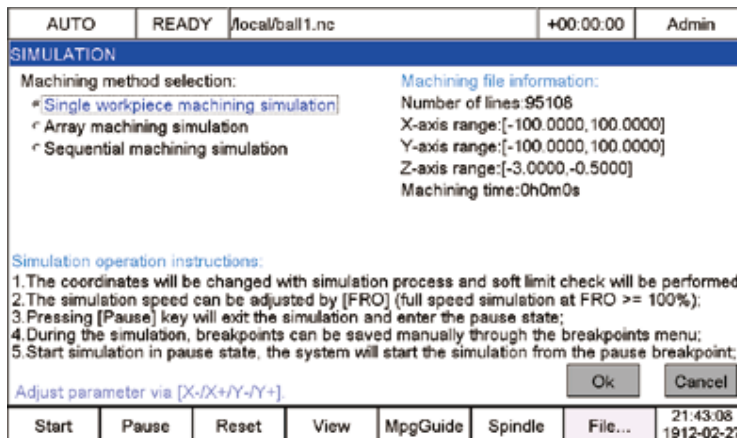 AUTO READY /local/ball1.nc +00:00:00 Admin
SIMULATION
Machining method selection:
Single workpiece machining simulation
Array machining simulation
Sequential machining simulation
Machining file information:
Number of lines:95108
X-axis range:[-100.0000,100.0000]
Y-axis range:[-100.0000,100.0000]
Z-axis range:[-3.0000,-0.5000]
Machining time:0h0m0s
Simulation operation instructions:
1.The coordinates will be changed with simulation process and soft limit check will be performed
2.The simulation speed can be adjusted by [FRO] (full speed simulation at FRO >= 100%);
3.Pressing [Pause] key will exit the simulation and enter the pause state;
4.During the simulation, breakpoints can be saved manually through the breakpoints menu;
5.Start simulation in pause state, the system will start the simulation from the pause breakpoint;
Adjust parameter via [X-/X+/Y-/Y+].
Ok Cancel
Start Pause Reset View MpgGuide Spindle File... 21:43:08
1912-02-27